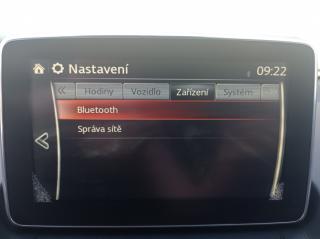 Nastavení 09:22
« Hodiny Vozidlo Zařízení Systém
Bluetooth
Správa sítě